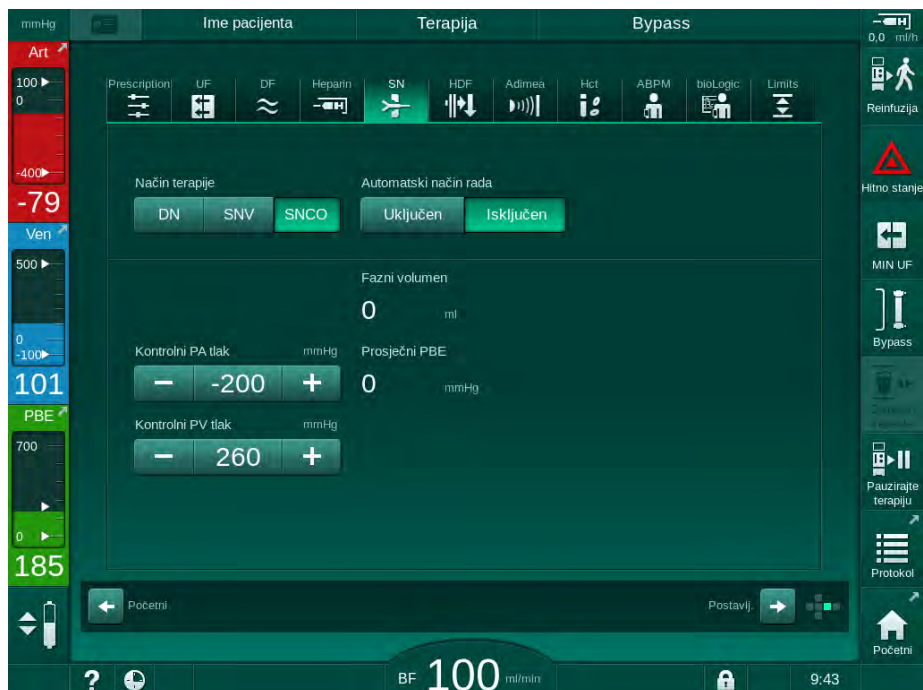 mmHg
Ime pacijenta
Terapija
Bypass
0,0 ml/h
Art
100
0
-400
-79
Ven
500
0
-100
101
PBE
700
0
185
Prescription UF DF Heparin SN HDF Adimea Hct ABPM bioLogic Limits
Način terapije
DN SNV SNCO
Automatski način rada
Uključen Isključen
Fazni volumen
0 ml
Kontrolni PA tlak mmHg
− -200 +
Prosječni PBE
0 mmHg
Kontrolni PV tlak mmHg
− 260 +
Početni
Postavlj.
Reinfuzija
Hitno stanje
MIN UF
Bypass
Pauzirajte
terapiju
Protokol
Početni
?
BF 100 ml/min
9:43